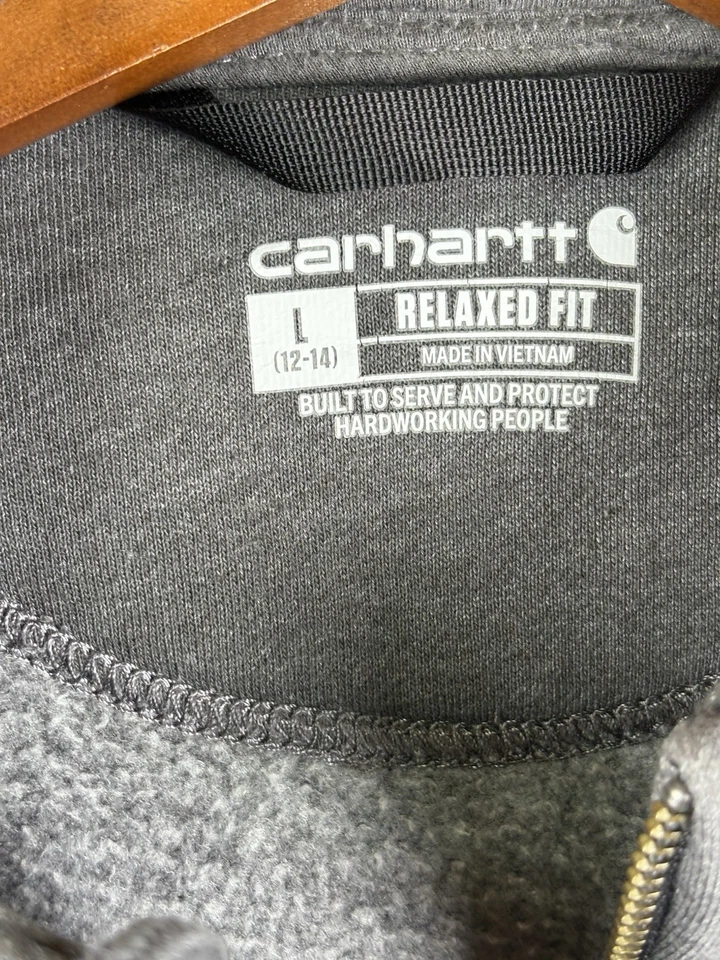 carhartt
L
(12-14)
RELAXED FIT
MADE IN VIETNAM
BUILT TO SERVE AND PROTECT
HARDWORKING PEOPLE